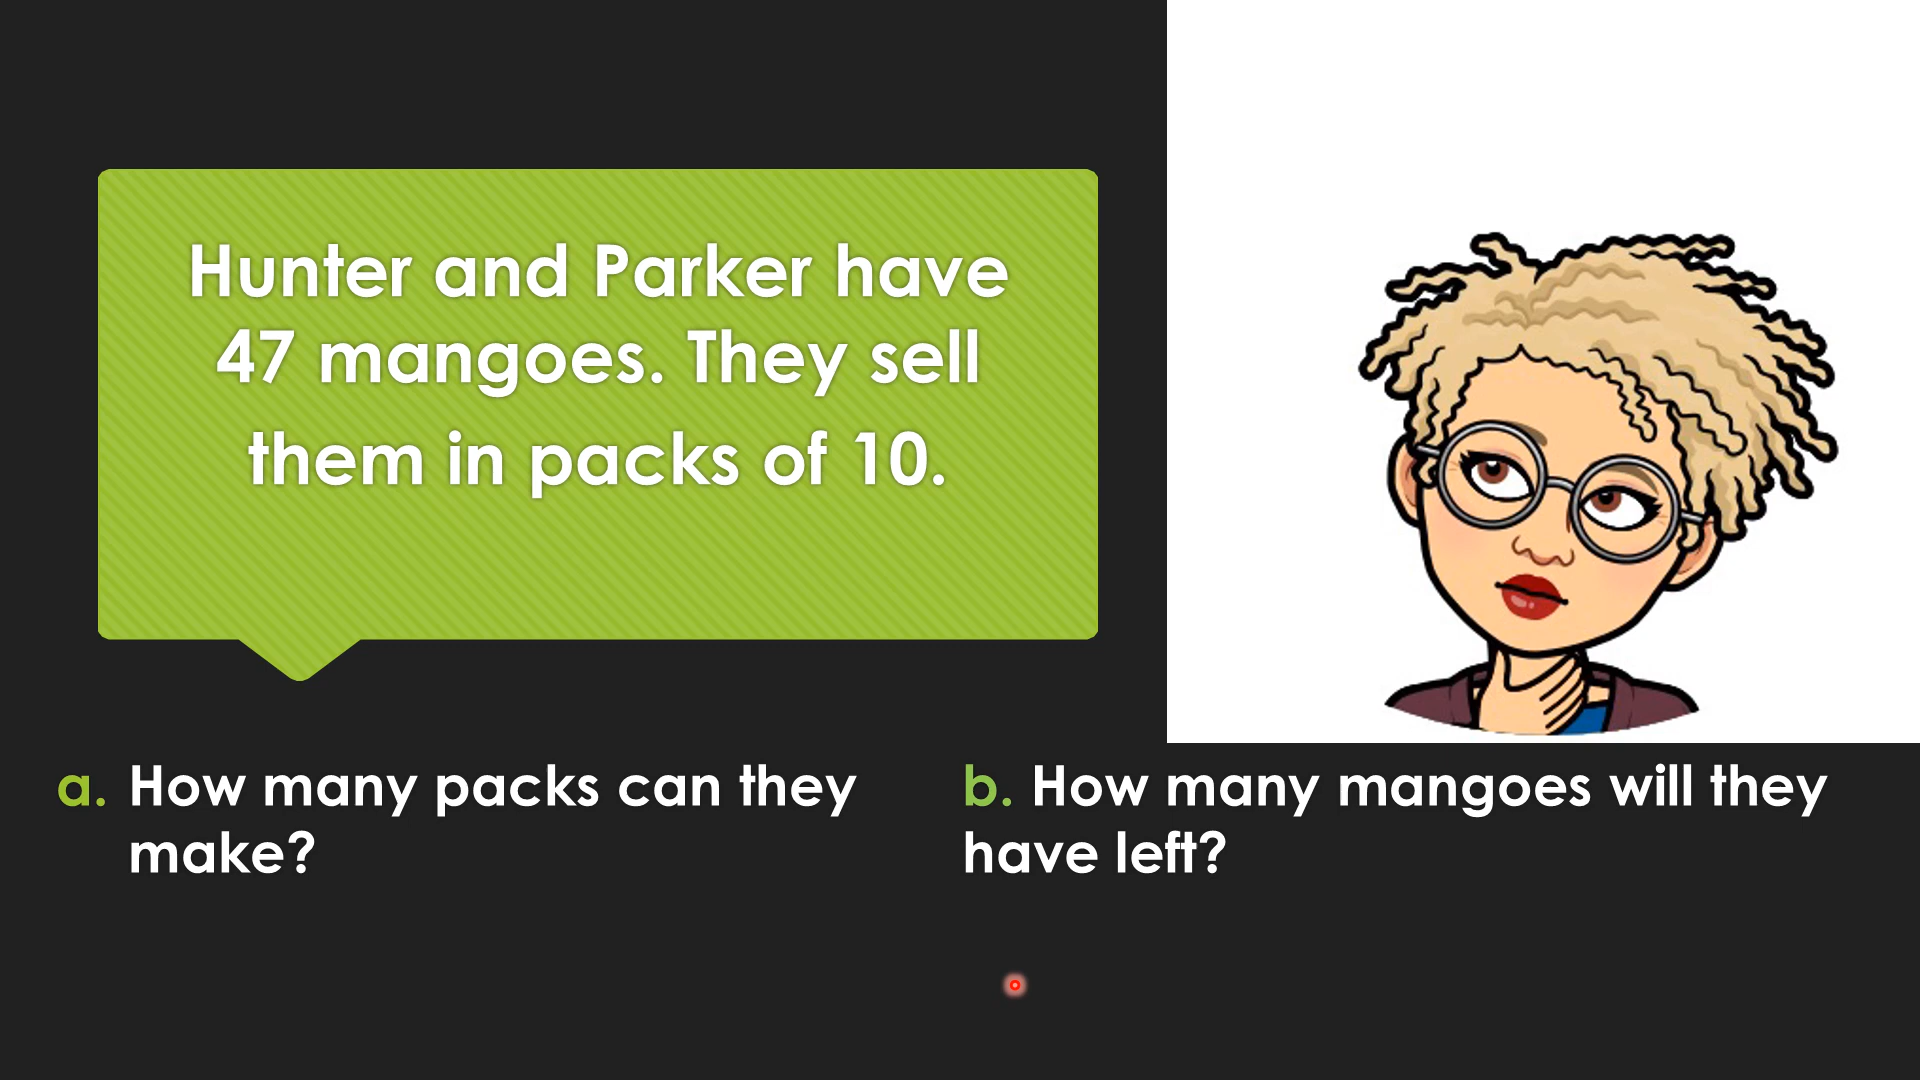 Hunter and Parker have
47 mangoes. They sell
them in packs of 10.
a. How many packs can they
make?
b. How many mangoes will they
have left?